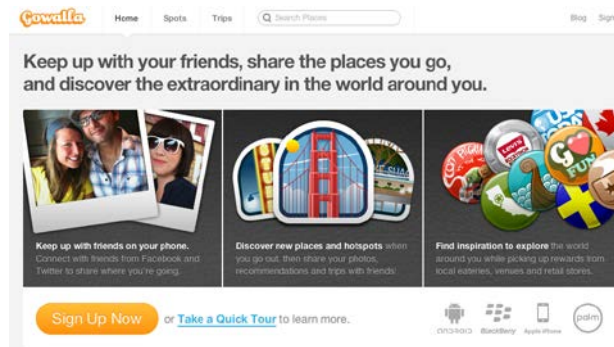 Gowalla Home Spots Trips Search Places Blog Sign
Keep up with your friends, share the places you go,
and discover the extraordinary in the world around you.
Keep up with friends on your phone.
Connect with friends from Facebook and
Twitter to share where you're going.
Discover new places and hotspots when
you go out, then share your photos,
recommendations and trips with friends!
Find inspiration to explore the world
around you while picking up rewards from
local eateries, venues and retail stores.
LEVI'S
GO
FUN
Sign Up Now or Take a Quick Tour to learn more.
ANDROID BlackBerry Apple iPhone palm